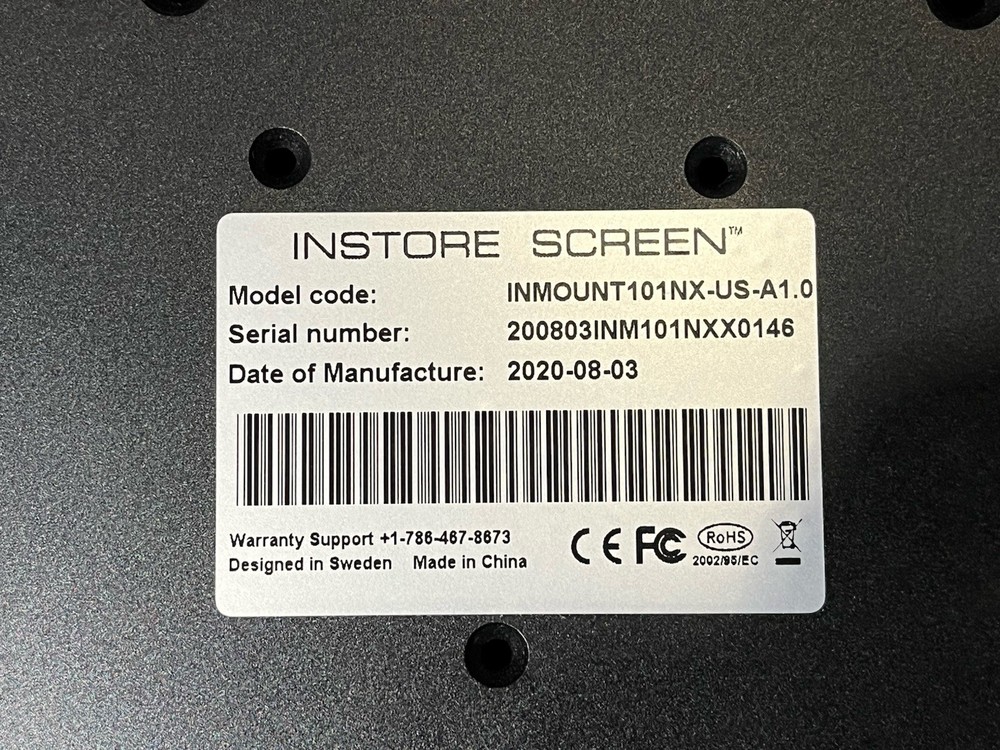 INSTORE SCREEN™
Model code: INMOUNT101NX-US-A1.0
Serial number: 200803INM101NXX0146
Date of Manufacture: 2020-08-03
Warranty Support +1-786-467-8673
Designed in Sweden Made in China
CE FC RoHS
2002/95/EC